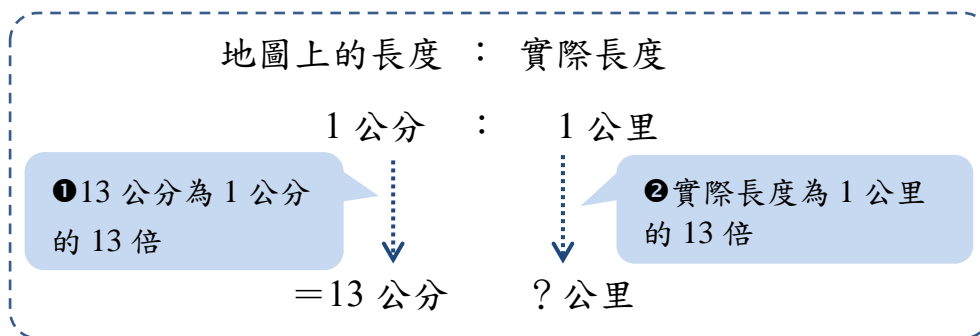 地圖上的長度 ： 實際長度
1 公分 ： 1 公里
❶13 公分為 1 公分
的 13 倍
❷實際長度為 1 公里
的 13 倍
＝13 公分 ？公里